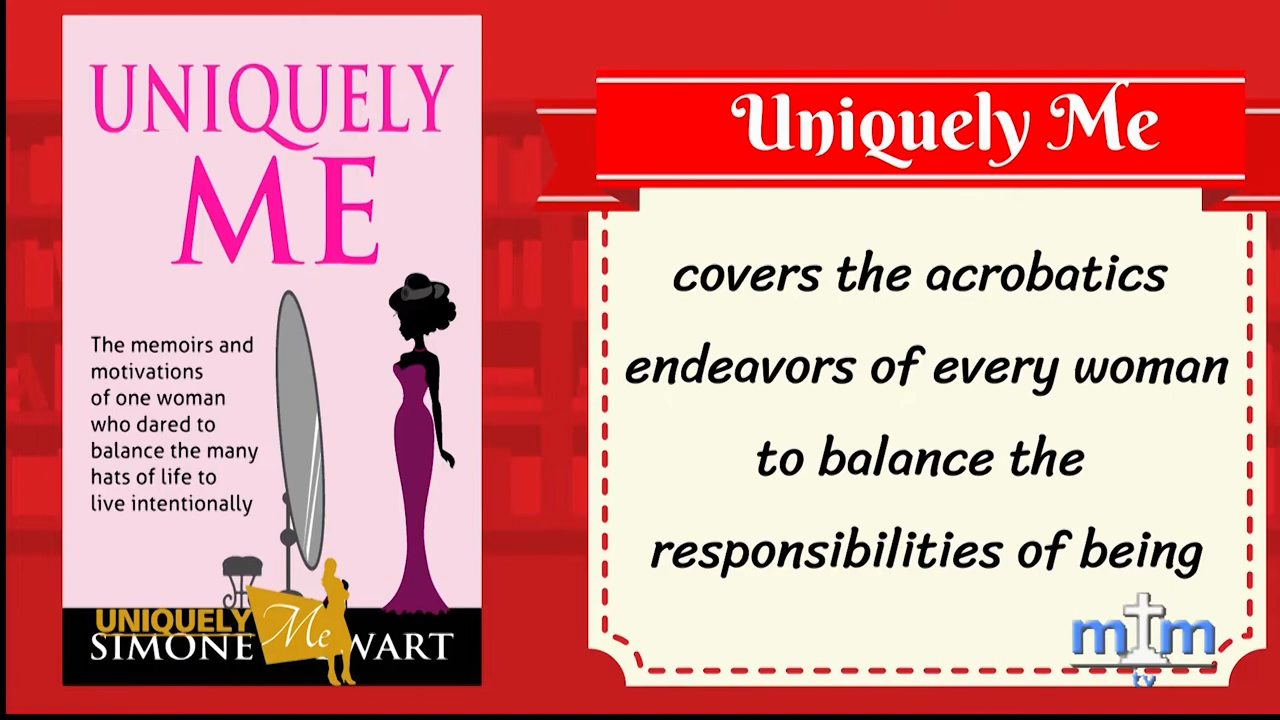 UNIQUELY
ME
The memoirs and
motivations
of one woman
who dared to
balance the many
hats of life to
live intentionally
UNIQUELY
Me
SIMONE WART
Uniquely Me
covers the acrobatics
endeavors of every woman
to balance the
responsibilities of being
mTm
tv